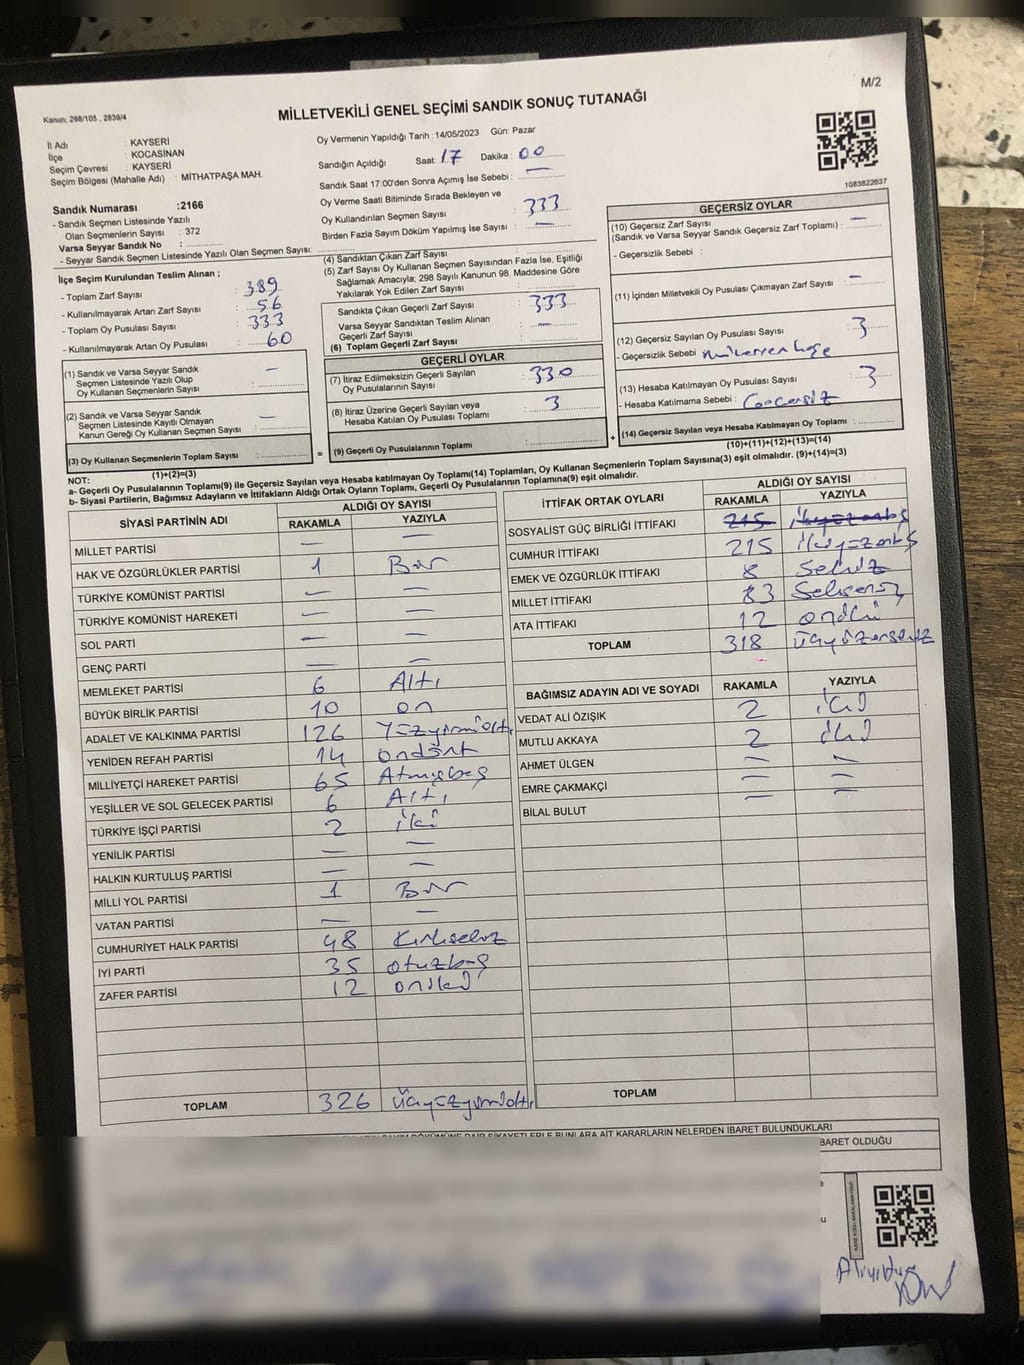 M/2
Kanun: 298/105 , 2839/4
MİLLETVEKİLİ GENEL SEÇİMİ SANDIK SONUÇ TUTANAĞI
İl Adı : KAYSERİ
İlçe : KOCASİNAN
Seçim Çevresi : KAYSERİ
Seçim Bölgesi (Mahalle Adı) : MİTHATPAŞA MAH.
Sandık Numarası :2166
- Sandık Seçmen Listesinde Yazılı
Olan Seçmenlerin Sayısı : 372
Varsa Seyyar Sandık No :
- Seyyar Sandık Seçmen Listesinde Yazılı Olan Seçmen Sayısı:
Oy Vermenin Yapıldığı Tarih : 14/05/2023 Gün: Pazar
Sandığın Açıldığı Saat: 17 Dakika : 00
Sandık Saat 17:00'den Sonra Açımış İse Sebebi : —
Oy Verme Saati Bitiminde Sırada Bekleyen ve
Oy Kullandırılan Seçmen Sayısı : 333
Birden Fazla Sayım Döküm Yapılmış İse Sayısı : —
1083822637
İlçe Seçim Kurulundan Teslim Alınan ;
- Toplam Zarf Sayısı : 389
- Kullanılmayarak Artan Zarf Sayısı : 56
- Toplam Oy Pusulası Sayısı : 333
- Kullanılmayarak Artan Oy Pusulası : 60
(1) Sandık ve Varsa Seyyar Sandık
Seçmen Listesinde Yazılı Olup
Oy Kullanan Seçmenlerin Sayısı : —
(2) Sandık ve Varsa Seyyar Sandık
Seçmen Listesinde Kayıtlı Olmayan
Kanun Gereği Oy Kullanan Seçmen Sayısı : —
(3) Oy Kullanan Seçmenlerin Toplam Sayısı :
(1)+(2)=(3)
(4) Sandıktan Çıkan Zarf Sayısı :
(5) Zarf Sayısı Oy Kullanan Seçmen Sayısından Fazla İse, Eşitliği
Sağlamak Amacıyla; 298 Sayılı Kanunun 98. Maddesine Göre
Yakılarak Yok Edilen Zarf Sayısı :
Sandıkta Çıkan Geçerli Zarf Sayısı : 333
Varsa Seyyar Sandıktan Teslim Alınan
Geçerli Zarf Sayısı : —
(6) Toplam Geçerli Zarf Sayısı :
GEÇERLİ OYLAR
(7) İtiraz Edilmeksizin Geçerli Sayılan
Oy Pusulalarının Sayısı : 330
(8) İtiraz Üzerine Geçerli Sayılan veya
Hesaba Katılan Oy Pusulası Toplamı : 3
= (9) Geçerli Oy Pusulalarının Toplamı :
GEÇERSİZ OYLAR
(10) Geçersiz Zarf Sayısı
(Sandık ve Varsa Seyyar Sandık Geçersiz Zarf Toplamı) : —
- Geçersizlik Sebebi :
(11) İçinden Milletvekili Oy Pusulası Çıkmayan Zarf Sayısı : —
(12) Geçersiz Sayılan Oy Pusulası Sayısı : 3
- Geçersizlik Sebebi :
(13) Hesaba Katılmayan Oy Pusulası Sayısı : 3
- Hesaba Katılmama Sebebi :
+ (14) Geçersiz Sayılan veya Hesaba Katılmayan Oy Toplamı :
(10)+(11)+(12)+(13)=(14)
NOT:
a- Geçerli Oy Pusulalarının Toplamı(9) ile Geçersiz Sayılan veya Hesaba katılmayan Oy Toplamı(14) Toplamları, Oy Kullanan Seçmenlerin Toplam Sayısına(3) eşit olmalıdır. (9)+(14)=(3)
b- Siyasi Partilerin, Bağımsız Adayların ve İttifakların Aldığı Ortak Oyların Toplamı, Geçerli Oy Pusulalarının Toplamına(9) eşit olmalıdır.
SİYASİ PARTİNİN ADI ALDIĞI OY SAYISI
RAKAMLA YAZIYLA
MİLLET PARTİSİ — —
HAK VE ÖZGÜRLÜKLER PARTİSİ 1 Bir
TÜRKİYE KOMÜNİST PARTİSİ — —
TÜRKİYE KOMÜNİST HAREKETİ — —
SOL PARTİ — —
GENÇ PARTİ — —
MEMLEKET PARTİSİ 6 Altı
BÜYÜK BİRLİK PARTİSİ 10 on
ADALET VE KALKINMA PARTİSİ 126 Yüzyirmialtı
YENİDEN REFAH PARTİSİ 14 ondört
MİLLİYETÇİ HAREKET PARTİSİ 65 Atmışbeş
YEŞİLLER VE SOL GELECEK PARTİSİ 6 Altı
TÜRKİYE İŞÇİ PARTİSİ 2 iki
YENİLİK PARTİSİ — —
HALKIN KURTULUŞ PARTİSİ — —
MİLLİ YOL PARTİSİ 1 Bir
VATAN PARTİSİ — —
CUMHURİYET HALK PARTİSİ 48 Kırksekiz
İYİ PARTİ 35 otuzbeş
ZAFER PARTİSİ 12 oniki
TOPLAM 326 üçyüzyirmialtı
İTTİFAK ORTAK OYLARI ALDIĞI OY SAYISI
RAKAMLA YAZIYLA
SOSYALİST GÜÇ BİRLİĞİ İTTİFAKI 215 ikiyüzonbeş
CUMHUR İTTİFAKI 215 ikiyüzonbeş
EMEK VE ÖZGÜRLÜK İTTİFAKI 8 Sekiz
MİLLET İTTİFAKI 83 Seksenüç
ATA İTTİFAKI 12 oniki
TOPLAM 318 üçyüzonsekiz
BAĞIMSIZ ADAYIN ADI VE SOYADI RAKAMLA YAZIYLA
VEDAT ALİ ÖZIŞIK 2 iki
MUTLU AKKAYA 2 iki
AHMET ÜLGEN — —
EMRE ÇAKMAKÇI — —
BİLAL BULUT — —
TOPLAM
BARET OLDUĞU